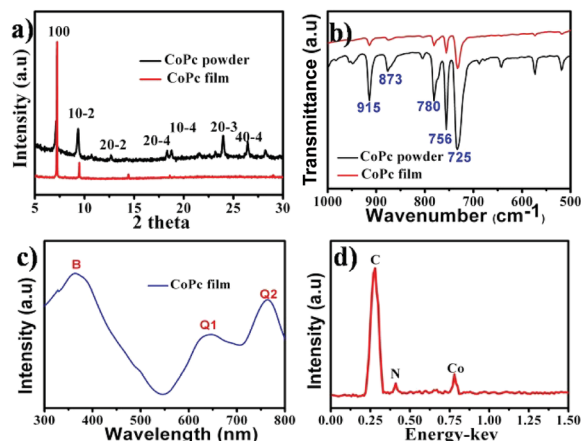 a)
100
CoPc powder
CoPc film
10-2
20-2
20-4
10-4
20-3
40-4
Intensity (a.u)
5 10 15 20 25 30
2 theta
b)
873
915
780
756
725
CoPc powder
CoPc film
Transmittance (a.u)
1000 900 800 700 600 500
Wavenumber (cm⁻¹)
c)
B
CoPc film
Q1
Q2
Intensity (a.u)
300 400 500 600 700 800
Wavelength (nm)
d)
C
N
Co
Intensity (a.u)
0.00 0.25 0.50 0.75 1.00 1.25 1.50
Energy-kev